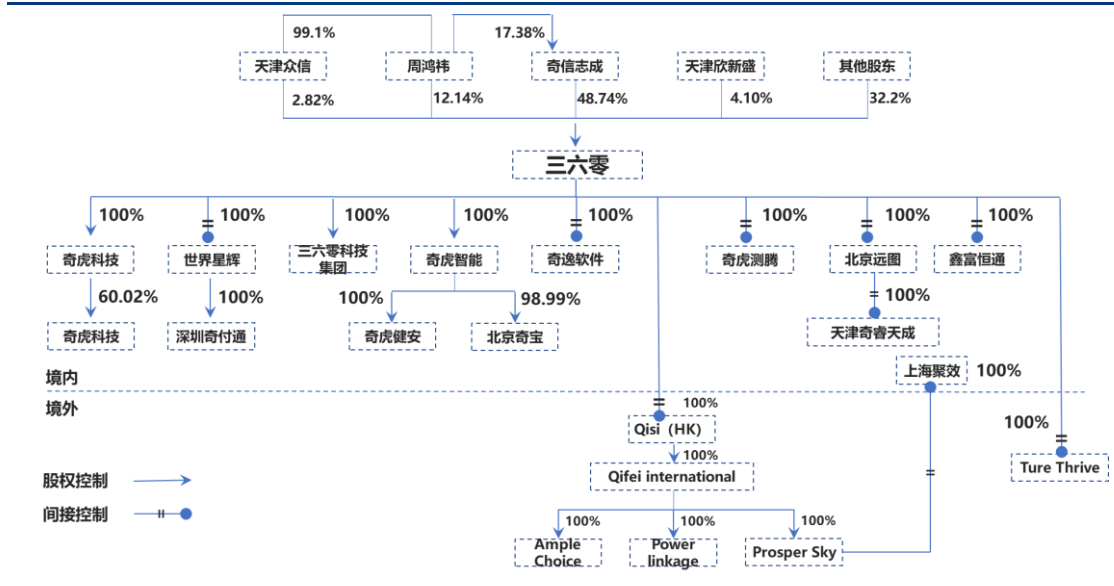 99.1%
17.38%
天津众信
周鸿祎
奇信志成
天津欣新盛
其他股东
2.82%
12.14%
48.74%
4.10%
32.2%
三六零
100%
100%
100%
100%
100%
100%
100%
100%
奇虎科技
世界星辉
三六零科技
集团
奇虎智能
奇逸软件
奇虎测腾
北京远图
鑫富恒通
60.02%
100%
100%
98.99%
100%
奇虎科技
深圳奇付通
奇虎健安
北京奇宝
天津奇睿天成
境内
上海聚效
100%
境外
100%
100%
Qisi（HK）
100%
Ture Thrive
股权控制
Qifei international
间接控制
100%
100%
100%
Ample
Choice
Power
linkage
Prosper Sky